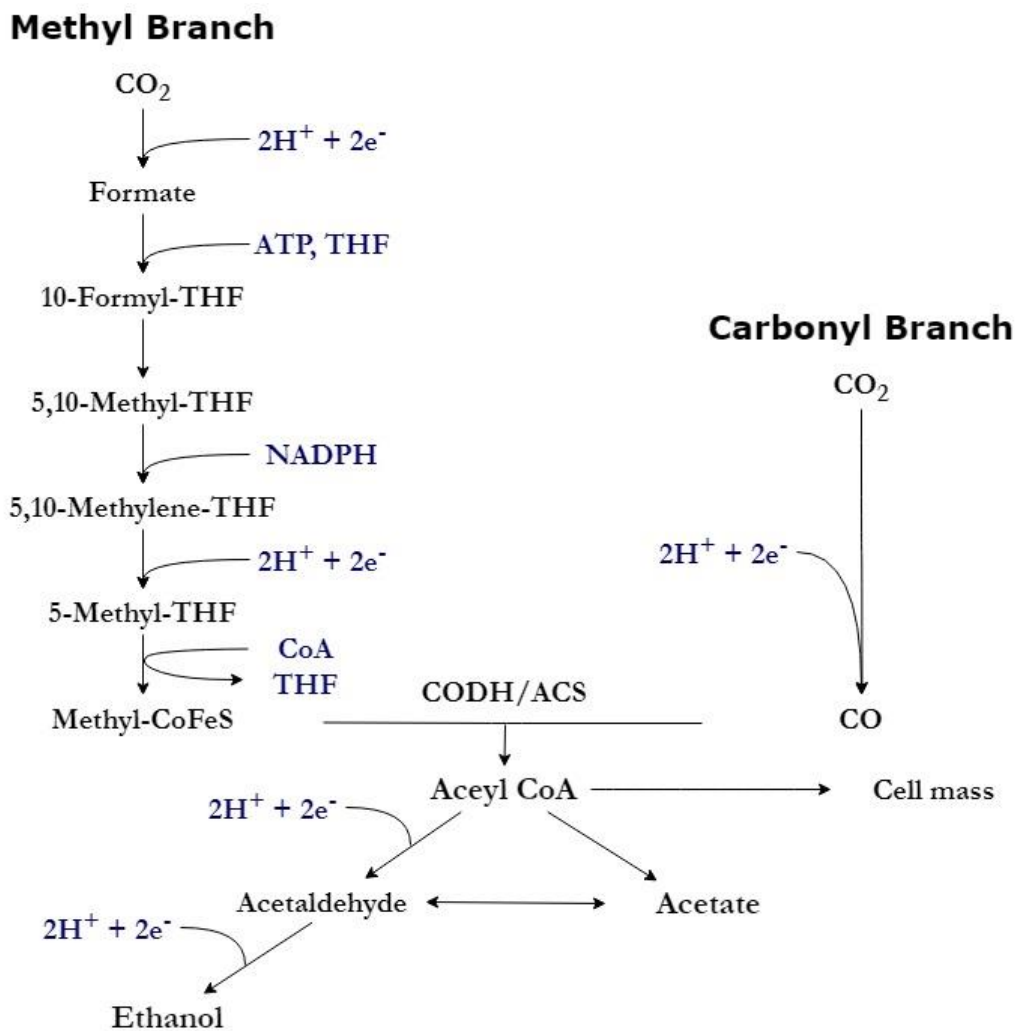 Methyl Branch
CO₂
2H⁺ + 2e⁻
Formate
ATP, THF
10-Formyl-THF
5,10-Methyl-THF
NADPH
5,10-Methylene-THF
2H⁺ + 2e⁻
5-Methyl-THF
CoA
THF
Methyl-CoFeS
Carbonyl Branch
CO₂
2H⁺ + 2e⁻
CO
CODH/ACS
Aceyl CoA
Cell mass
2H⁺ + 2e⁻
Acetaldehyde
Acetate
2H⁺ + 2e⁻
Ethanol